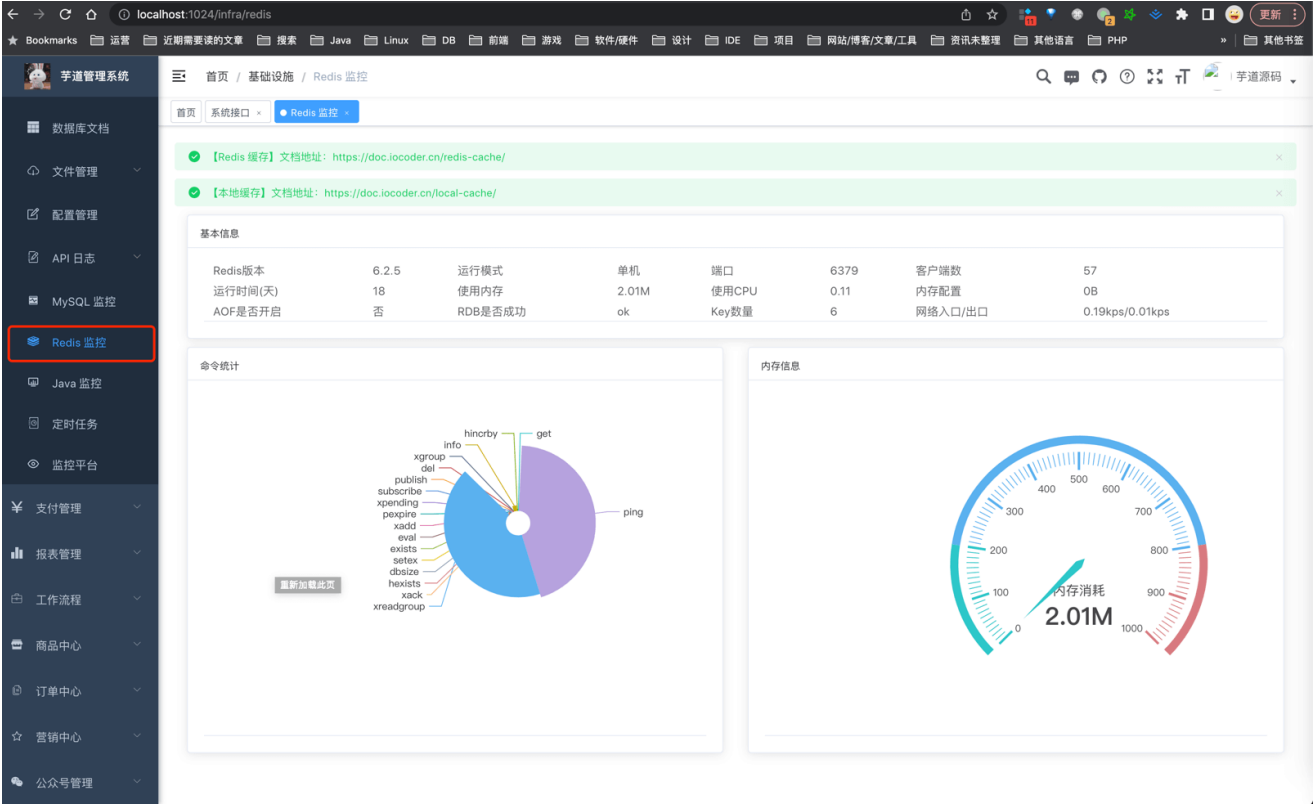 localhost:1024/infra/redis
11
2
更新
Bookmarks 运营 近期需要读的文章 搜索 Java Linux DB 前端 游戏 软件/硬件 设计 IDE 项目 网站/博客/文章/工具 资讯未整理 其他语言 PHP » 其他书签
芋道管理系统
首页 / 基础设施 / Redis 监控
芋道源码
首页 系统接口 × Redis 监控 ×
数据库文档
文件管理
配置管理
API 日志
MySQL 监控
Redis 监控
Java 监控
定时任务
监控平台
支付管理
报表管理
工作流程
商品中心
订单中心
营销中心
公众号管理
【Redis 缓存】文档地址：https://doc.iocoder.cn/redis-cache/
【本地缓存】文档地址：https://doc.iocoder.cn/local-cache/
基本信息
Redis版本 6.2.5 运行模式 单机 端口 6379 客户端数 57
运行时间(天) 18 使用内存 2.01M 使用CPU 0.11 内存配置 0B
AOF是否开启 否 RDB是否成功 ok Key数量 6 网络入口/出口 0.19kps/0.01kps
命令统计
hincrby
get
info
xgroup
del
publish
subscribe
xpending
pexpire
xadd
eval
exists
setex
dbsize
hexists
xack
xreadgroup
ping
重新加载此页
内存信息
0
100
200
300
400
500
600
700
800
900
1000
内存消耗
2.01M